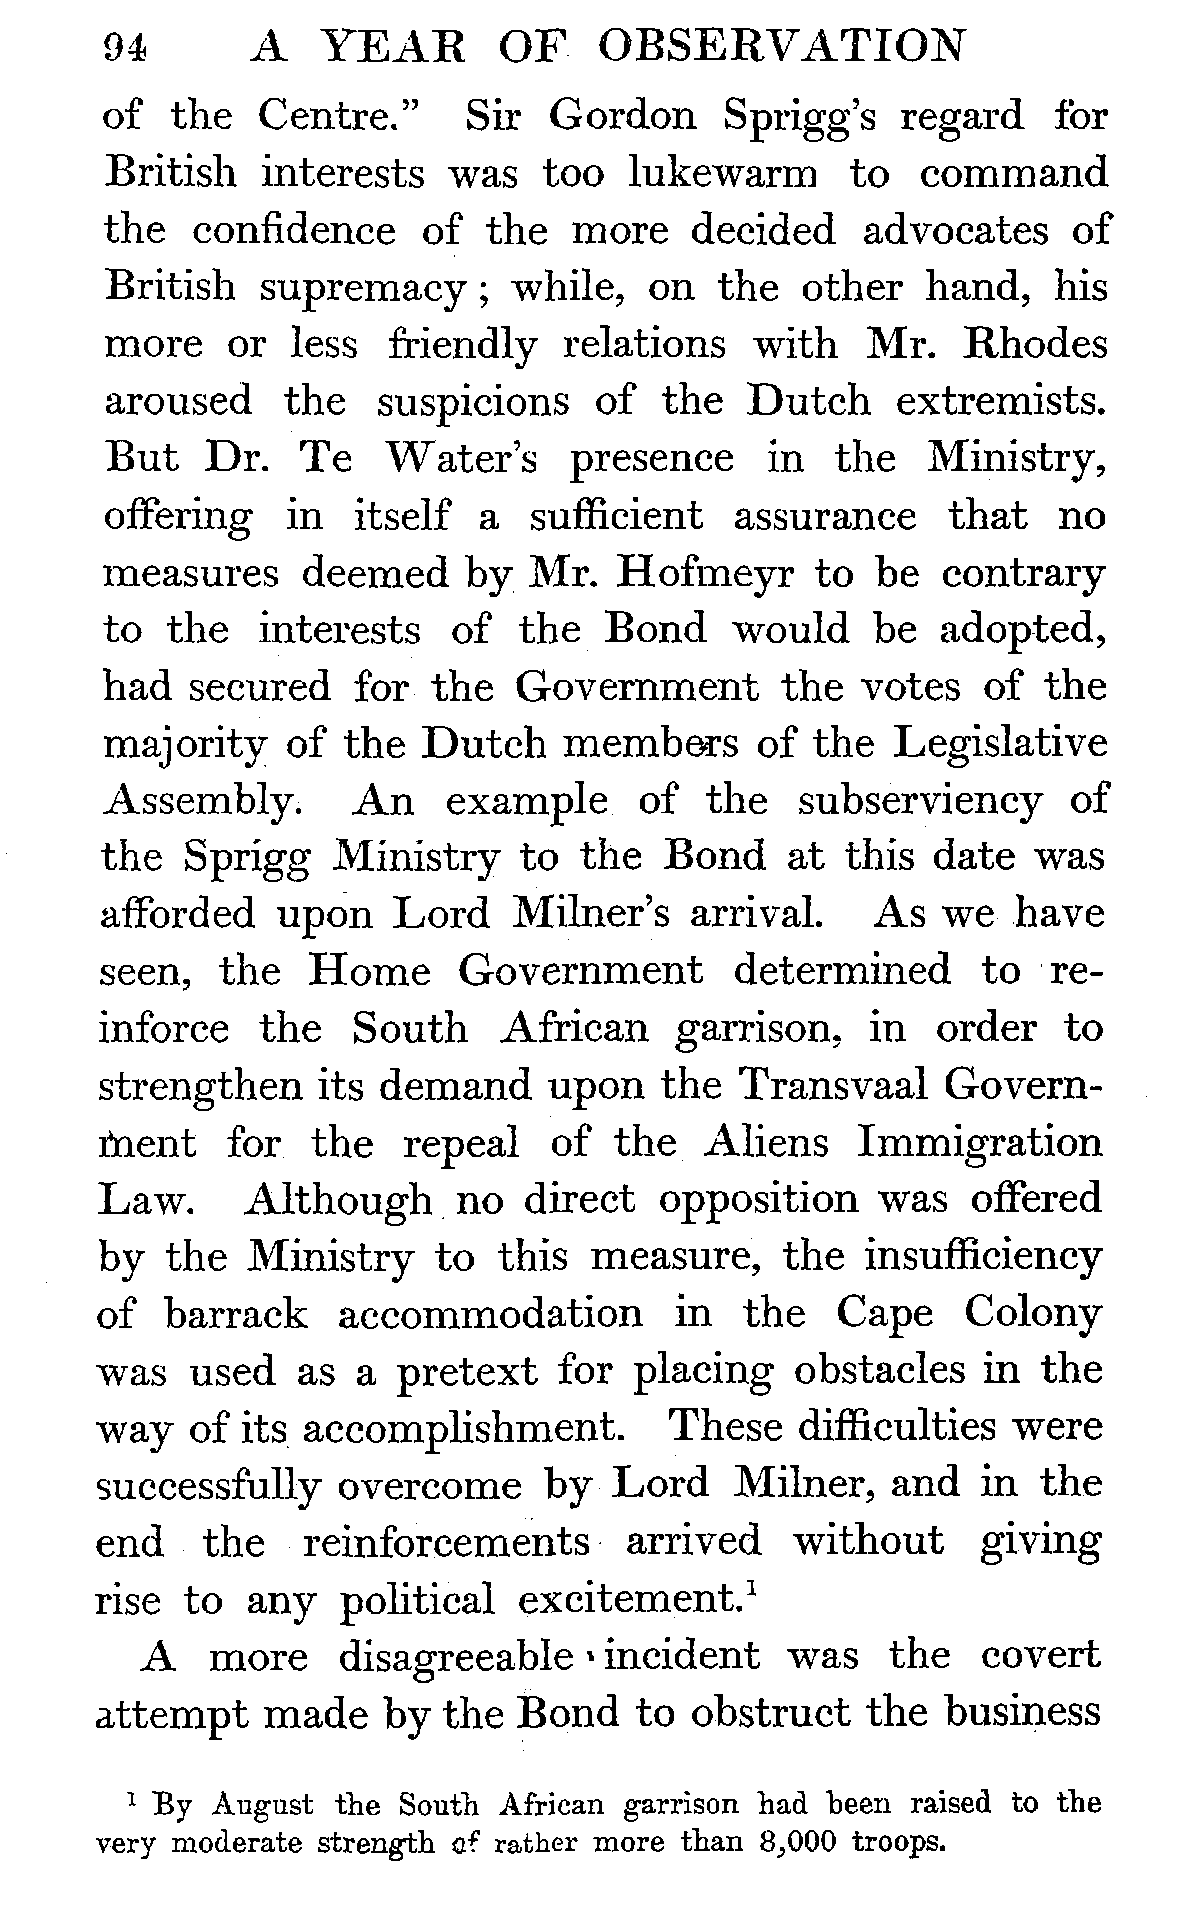 94 A YEAR OF OBSERVATION
of the Centre." Sir Gordon Sprigg's regard for
British interests was too lukewarm to command
the confidence of the more decided advocates of
British supremacy ; while, on the other hand, his
more or less friendly relations with Mr. Rhodes
aroused the suspicions of the Dutch extremists.
But Dr. Te Water's presence in the Ministry,
offering in itself a sufficient assurance that no
measures deemed by Mr. Hofmeyr to be contrary
to the interests of the Bond would be adopted,
had secured for the Government the votes of the
majority of the Dutch members of the Legislative
Assembly. An example of the subserviency of
the Sprigg Ministry to the Bond at this date was
afforded upon Lord Milner's arrival. As we have
seen, the Home Government determined to re-
inforce the South African garrison, in order to
strengthen its demand upon the Transvaal Govern-
ment for the repeal of the Aliens Immigration
Law. Although no direct opposition was offered
by the Ministry to this measure, the insufficiency
of barrack accommodation in the Cape Colony
was used as a pretext for placing obstacles in the
way of its accomplishment. These difficulties were
successfully overcome by Lord Milner, and in the
end the reinforcements arrived without giving
rise to any political excitement.¹
A more disagreeable incident was the covert
attempt made by the Bond to obstruct the business
¹ By August the South African garrison had been raised to the
very moderate strength of rather more than 8,000 troops.